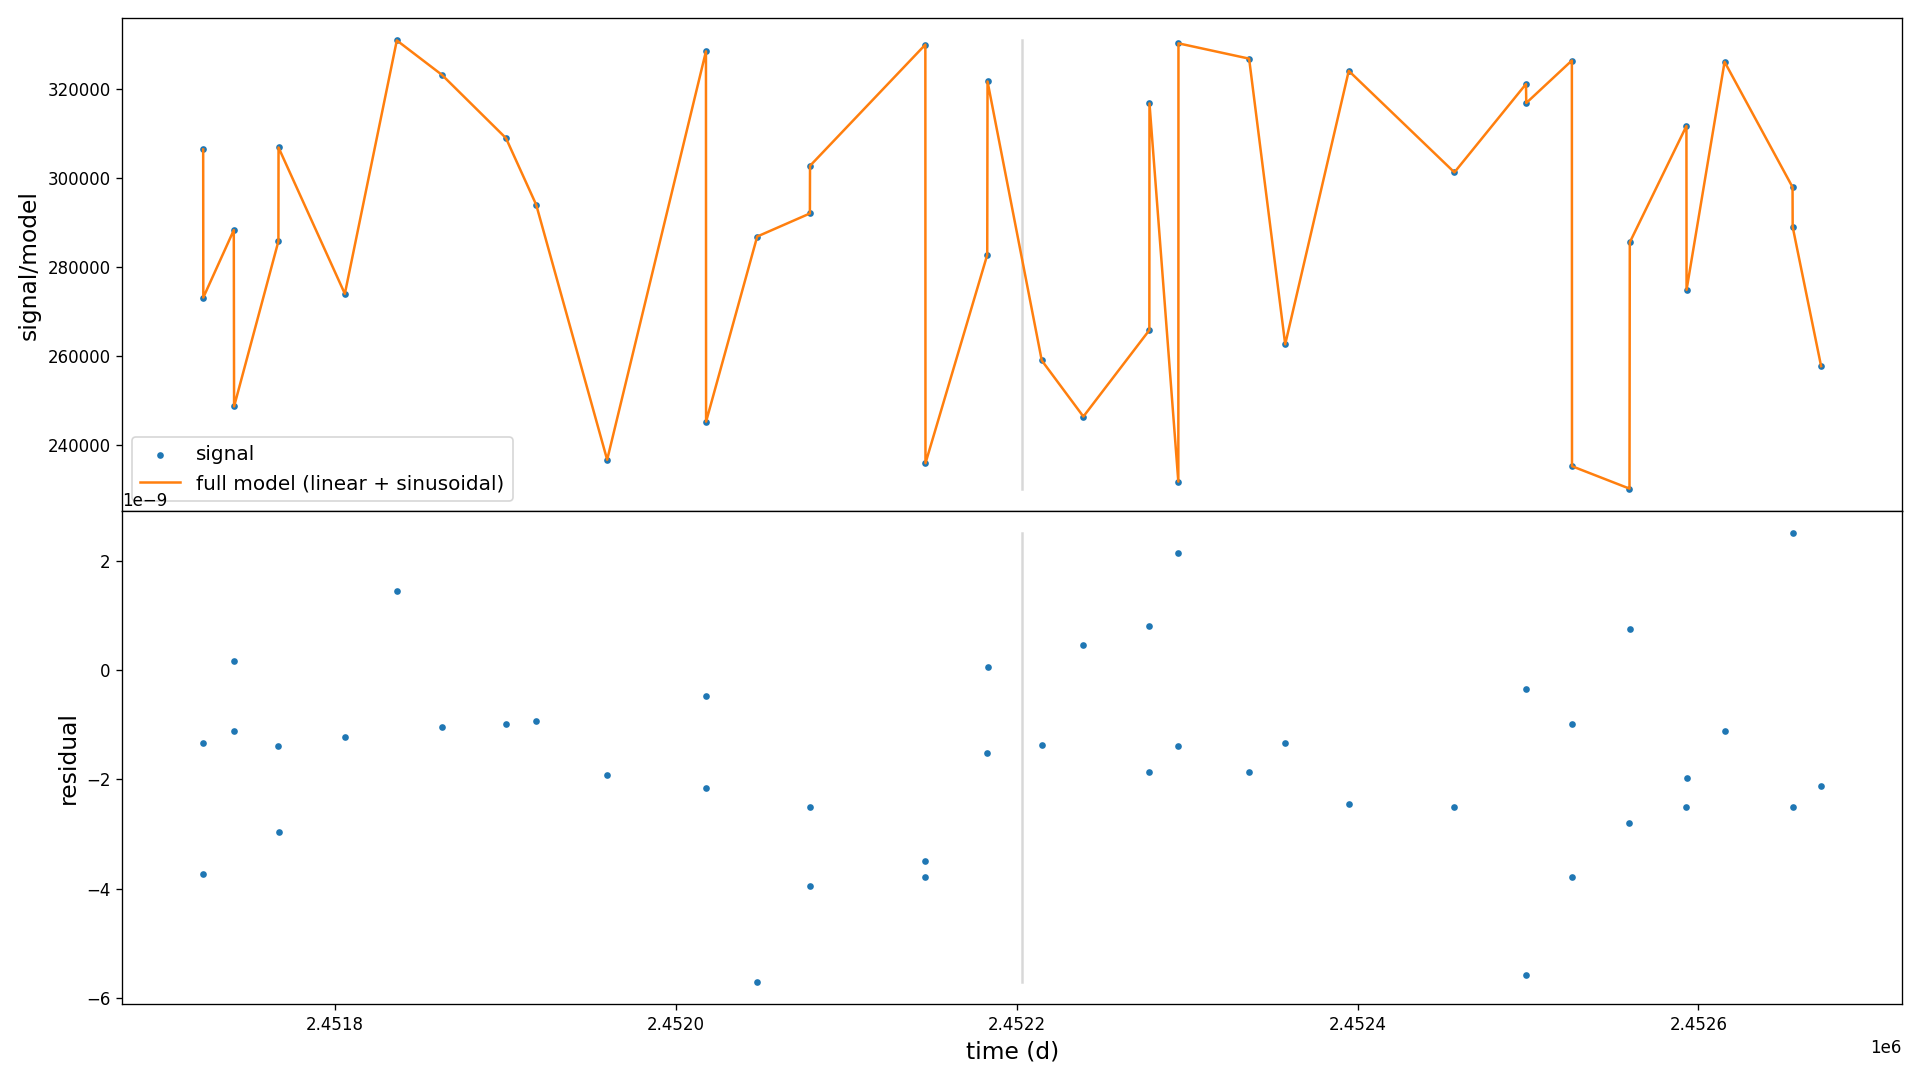 320000
300000
280000
260000
240000
signal/model
signal
full model (linear + sinusoidal)
1e−9
2
0
−2
−4
−6
residual
2.4518
2.4520
2.4522
2.4524
2.4526
time (d)
1e6